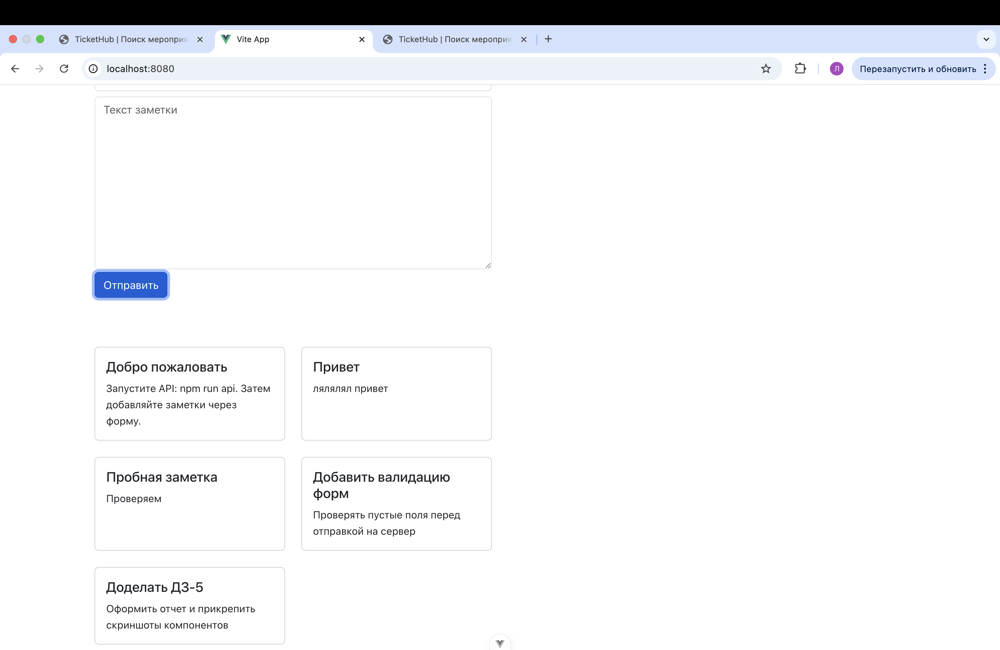 TicketHub | Поиск мероприя
Vite App
TicketHub | Поиск мероприя
localhost:8080
Л
Перезапустить и обновить
Текст заметки
Отправить
Добро пожаловать
Запустите API: npm run api. Затем
добавляйте заметки через
форму.
Привет
лялялял привет
Пробная заметка
Проверяем
Добавить валидацию
форм
Проверять пустые поля перед
отправкой на сервер
Доделать ДЗ-5
Оформить отчет и прикрепить
скриншоты компонентов